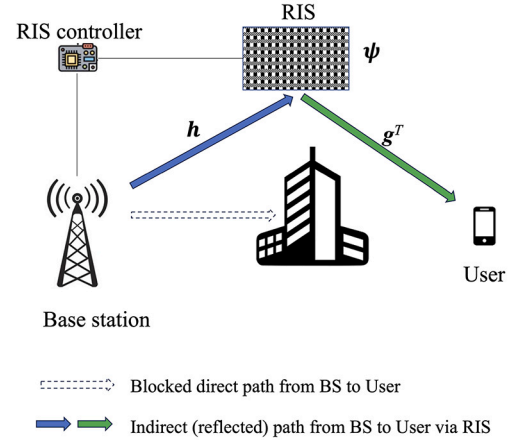 RIS
RIS controller
𝝍
𝒉
𝒈ᵀ
User
Base station
Blocked direct path from BS to User
Indirect (reflected) path from BS to User via RIS